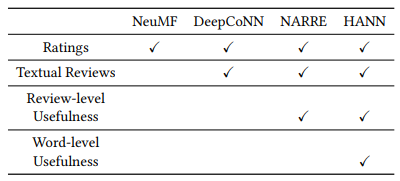 NeuMF DeepCoNN NARRE HANN
Ratings ✓ ✓ ✓ ✓
Textual Reviews ✓ ✓ ✓
Review-level
Usefulness ✓ ✓
Word-level
Usefulness ✓